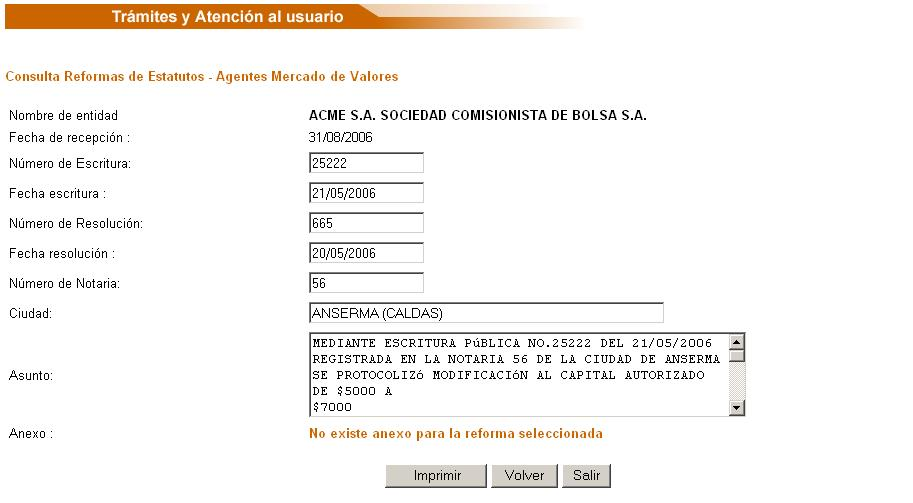 Trámites y Atención al usuario
Consulta Reformas de Estatutos - Agentes Mercado de Valores
Nombre de entidad ACME S.A. SOCIEDAD COMISIONISTA DE BOLSA S.A.
Fecha de recepción : 31/08/2006
Número de Escritura: 25222
Fecha escritura : 21/05/2006
Número de Resolución: 665
Fecha resolución : 20/05/2006
Número de Notaria: 56
Ciudad: ANSERMA (CALDAS)
Asunto:
MEDIANTE ESCRITURA PúBLICA NO.25222 DEL 21/05/2006
REGISTRADA EN LA NOTARIA 56 DE LA CIUDAD DE ANSERMA
SE PROTOCOLIZó MODIFICACIóN AL CAPITAL AUTORIZADO
DE $5000 A
$7000
Anexo : No existe anexo para la reforma seleccionada
Imprimir Volver Salir